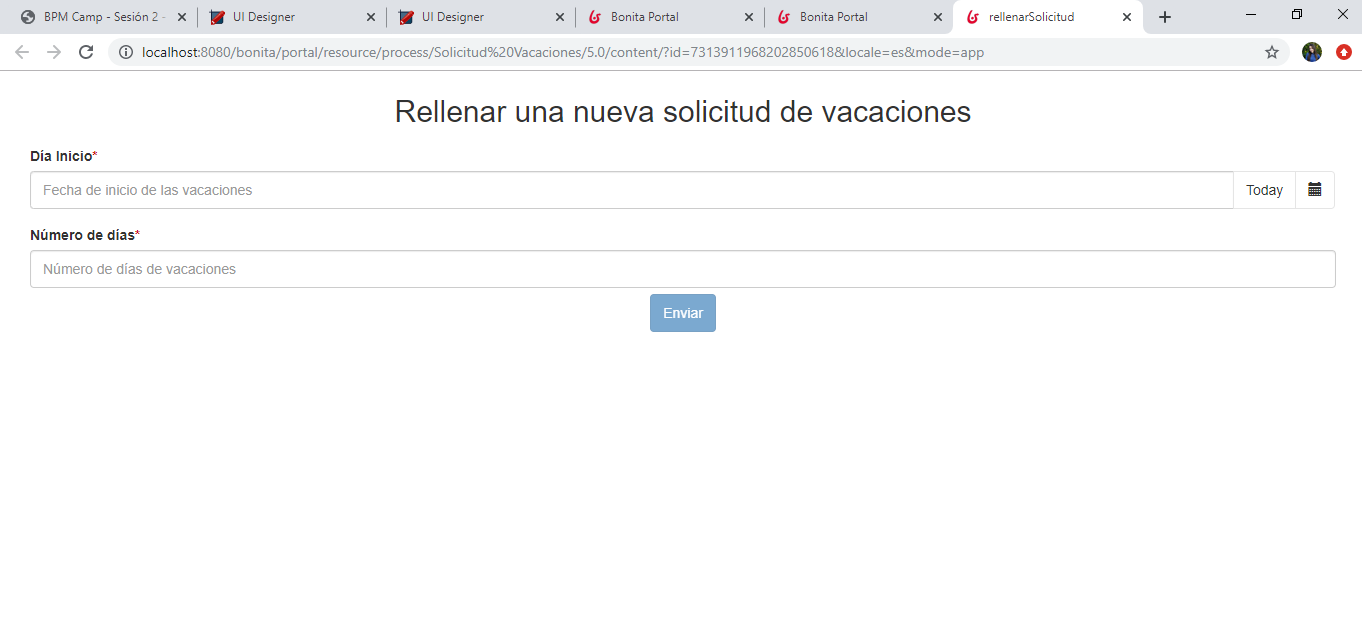 BPM Camp - Sesión 2 -
UI Designer
UI Designer
Bonita Portal
Bonita Portal
rellenarSolicitud
localhost:8080/bonita/portal/resource/process/Solicitud%20Vacaciones/5.0/content/?id=7313911968202850618&locale=es&mode=app
Rellenar una nueva solicitud de vacaciones
Día Inicio*
Fecha de inicio de las vacaciones
Today
Número de días*
Número de días de vacaciones
Enviar